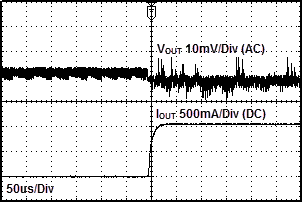 VOUT 10mV/Div (AC)
IOUT 500mA/Div (DC)
50us/Div